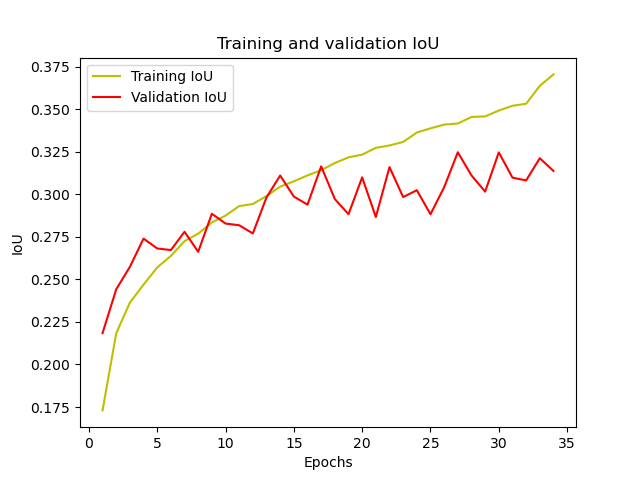 Training and validation IoU
Training IoU
Validation IoU
0.375
0.350
0.325
0.300
0.275
0.250
0.225
0.200
0.175
IoU
0 5 10 15 20 25 30 35
Epochs